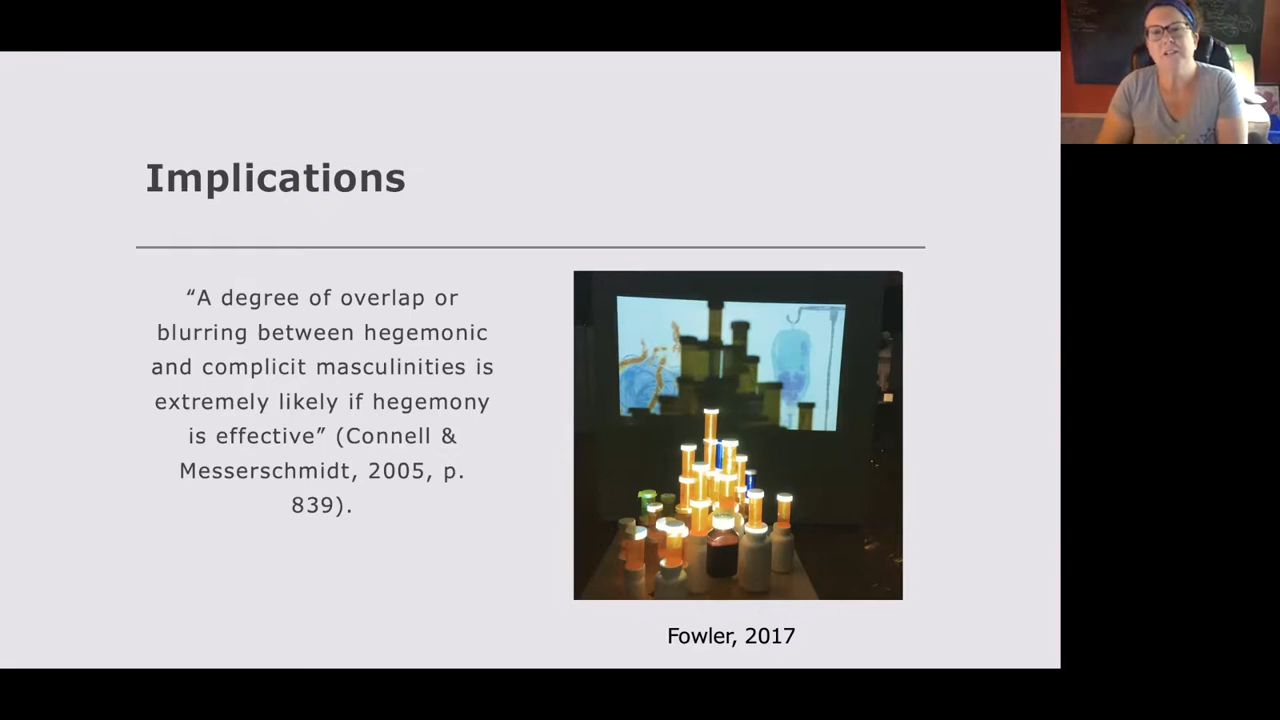 Implications
“A degree of overlap or
blurring between hegemonic
and complicit masculinities is
extremely likely if hegemony
is effective” (Connell &
Messerschmidt, 2005, p.
839).
Fowler, 2017